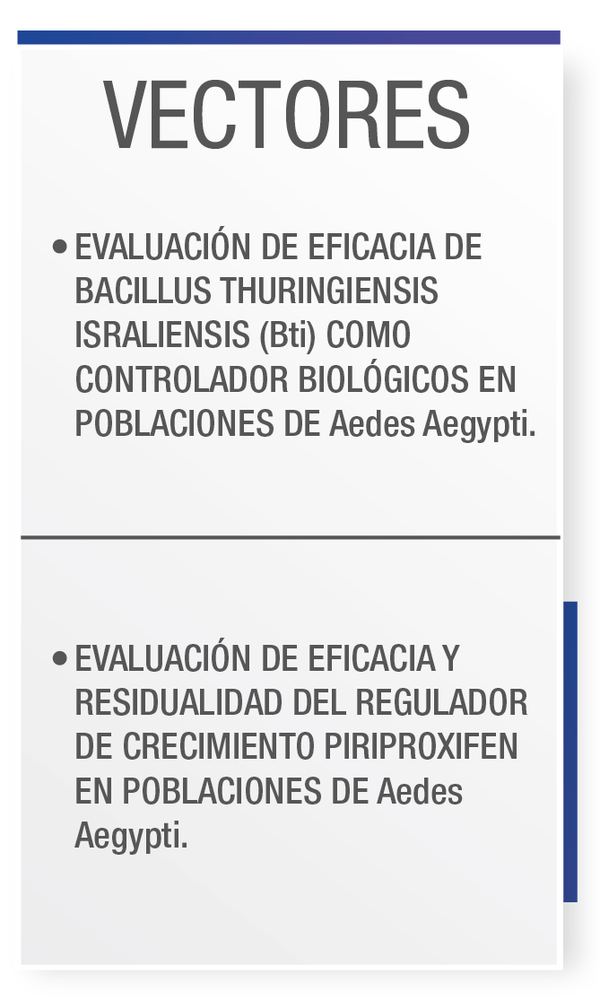 VECTORES
• EVALUACIÓN DE EFICACIA DE
BACILLUS THURINGIENSIS
ISRALIENSIS (Bti) COMO
CONTROLADOR BIOLÓGICOS EN
POBLACIONES DE Aedes Aegypti.
• EVALUACIÓN DE EFICACIA Y
RESIDUALIDAD DEL REGULADOR
DE CRECIMIENTO PIRIPROXIFEN
EN POBLACIONES DE Aedes
Aegypti.